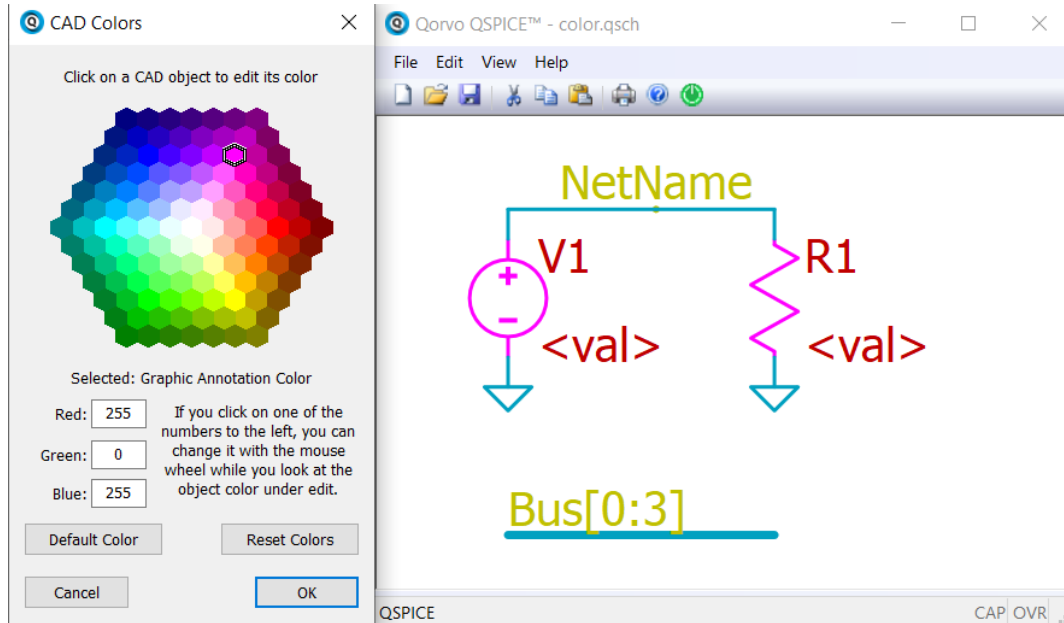 CAD Colors
Click on a CAD object to edit its color
Selected: Graphic Annotation Color
Red: 255
Green: 0
Blue: 255
If you click on one of the
numbers to the left, you can
change it with the mouse
wheel while you look at the
object color under edit.
Default Color
Reset Colors
Cancel
OK
Qorvo QSPICE™ - color.qsch
File Edit View Help
NetName
V1
R1
<val>
<val>
Bus[0:3]
QSPICE
CAP OVR